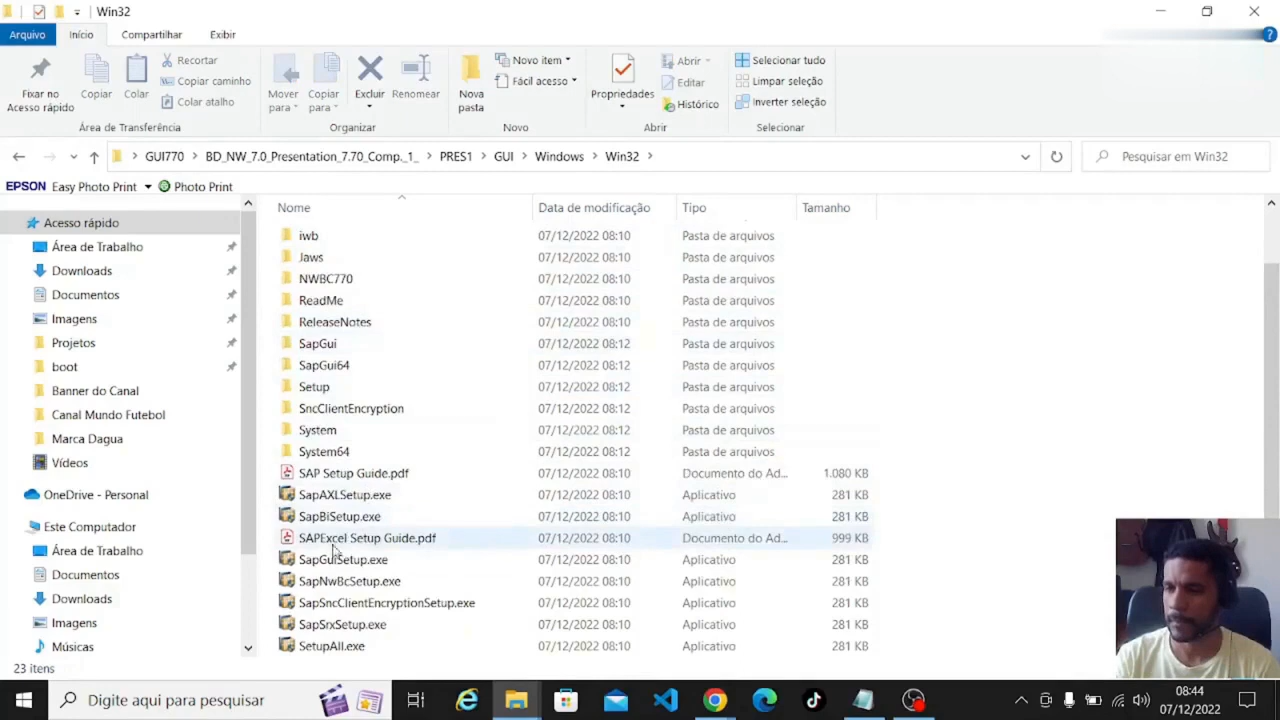 Win32
Arquivo Início Compartilhar Exibir
Fixar no Acesso rápido
Copiar
Colar
Recortar
Copiar caminho
Colar atalho
Mover para
Copiar para
Excluir
Renomear
Nova pasta
Novo item
Fácil acesso
Propriedades
Abrir
Editar
Histórico
Selecionar tudo
Limpar seleção
Inverter seleção
Área de Transferência Organizar Novo Abrir Selecionar
GUI770 > BD_NW_7.0_Presentation_7.70_Comp._1_ > PRES1 > GUI > Windows > Win32 >
Pesquisar em Win32
EPSON Easy Photo Print Photo Print
Acesso rápido
Área de Trabalho
Downloads
Documentos
Imagens
Projetos
boot
Banner do Canal
Canal Mundo Futebol
Marca Dagua
Vídeos
OneDrive - Personal
Este Computador
Área de Trabalho
Documentos
Downloads
Imagens
Músicas
Nome Data de modificação Tipo Tamanho
iwb 07/12/2022 08:10 Pasta de arquivos
Jaws 07/12/2022 08:10 Pasta de arquivos
NWBC770 07/12/2022 08:10 Pasta de arquivos
ReadMe 07/12/2022 08:10 Pasta de arquivos
ReleaseNotes 07/12/2022 08:10 Pasta de arquivos
SapGui 07/12/2022 08:12 Pasta de arquivos
SapGui64 07/12/2022 08:12 Pasta de arquivos
Setup 07/12/2022 08:12 Pasta de arquivos
SncClientEncryption 07/12/2022 08:12 Pasta de arquivos
System 07/12/2022 08:12 Pasta de arquivos
System64 07/12/2022 08:12 Pasta de arquivos
SAP Setup Guide.pdf 07/12/2022 08:10 Documento do Ad... 1.080 KB
SapAXLSetup.exe 07/12/2022 08:10 Aplicativo 281 KB
SapBiSetup.exe 07/12/2022 08:10 Aplicativo 281 KB
SAPExcel Setup Guide.pdf 07/12/2022 08:10 Documento do Ad... 999 KB
SapGuiSetup.exe 07/12/2022 08:10 Aplicativo 281 KB
SapNwBcSetup.exe 07/12/2022 08:10 Aplicativo 281 KB
SapSncClientEncryptionSetup.exe 07/12/2022 08:10 Aplicativo 281 KB
SapSrxSetup.exe 07/12/2022 08:10 Aplicativo 281 KB
SetupAll.exe 07/12/2022 08:10 Aplicativo 281 KB
23 itens
Digite aqui para pesquisar
08:44
07/12/2022